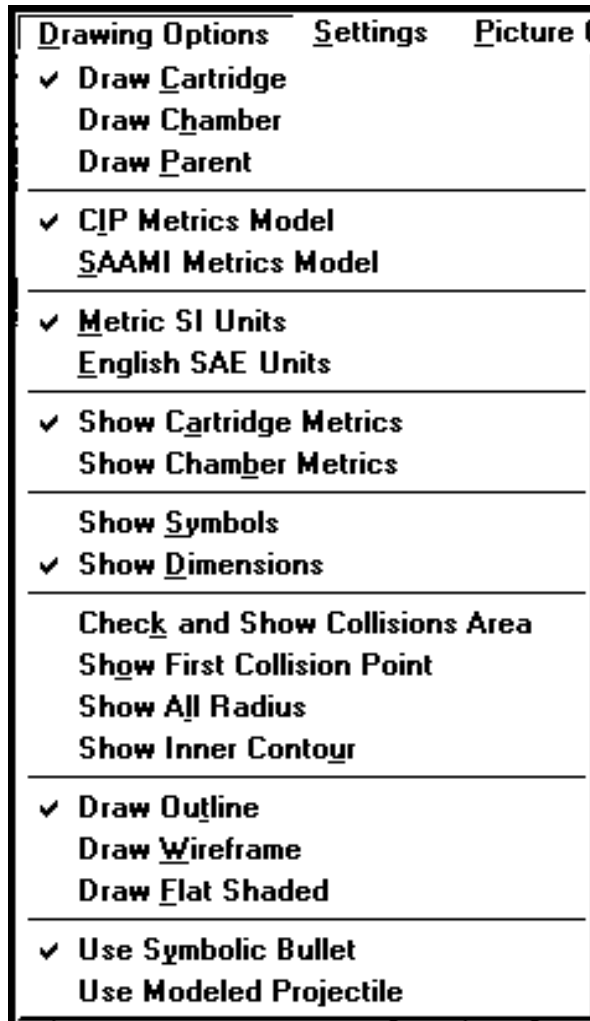 Drawing Options Settings Picture
Draw Cartridge
Draw Chamber
Draw Parent
CIP Metrics Model
SAAMI Metrics Model
Metric SI Units
English SAE Units
Show Cartridge Metrics
Show Chamber Metrics
Show Symbols
Show Dimensions
Check and Show Collisions Area
Show First Collision Point
Show All Radius
Show Inner Contour
Draw Outline
Draw Wireframe
Draw Flat Shaded
Use Symbolic Bullet
Use Modeled Projectile